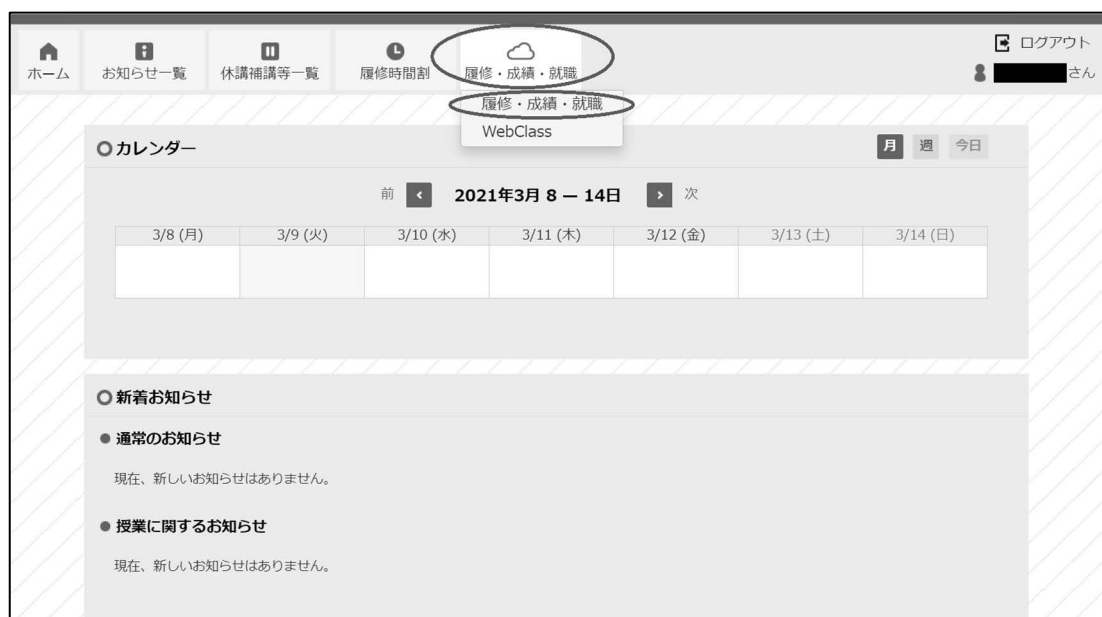 ログアウト
ホーム お知らせ一覧 休講補講等一覧 履修時間割 履修・成績・就職
さん
履修・成績・就職
WebClass
カレンダー 月 週 今日
前 2021年3月 8 — 14日 次
3/8 (月) 3/9 (火) 3/10 (水) 3/11 (木) 3/12 (金) 3/13 (土) 3/14 (日)
新着お知らせ
通常のお知らせ
現在、新しいお知らせはありません。
授業に関するお知らせ
現在、新しいお知らせはありません。